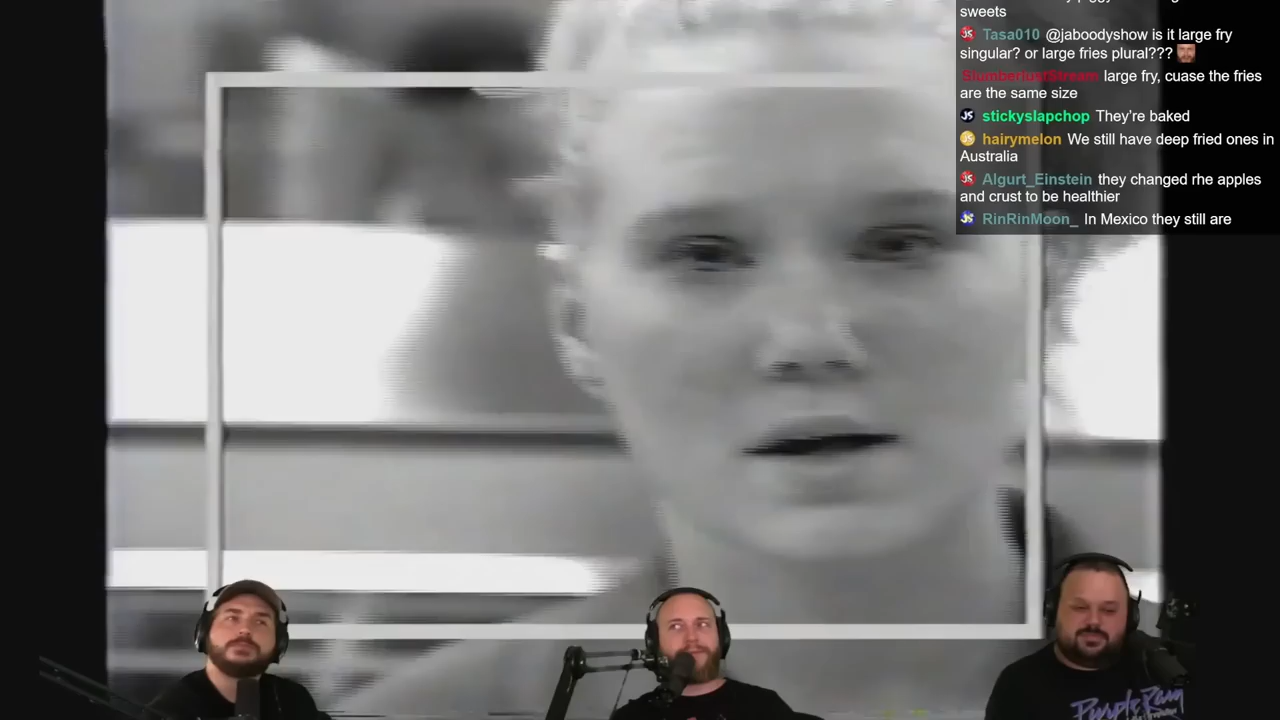 sweets
Tasa010 @jaboodyshow is it large fry
singular? or large fries plural???
large fry, cuase the fries
are the same size
stickyslapchop They're baked
hairymelon We still have deep fried ones in
Australia
Algurt_Einstein they changed rhe apples
and crust to be healthier
RinRinMoon_ In Mexico they still are
Purple Rain